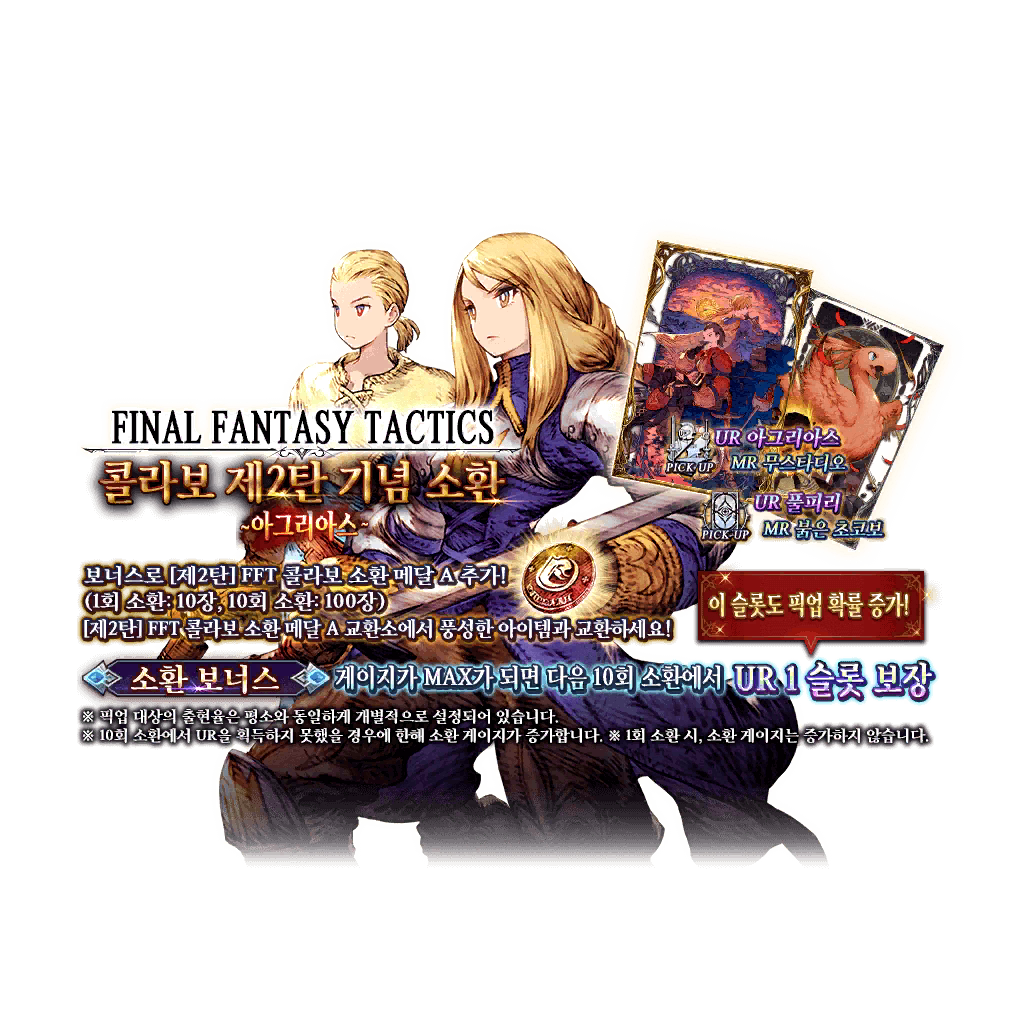 FINAL FANTASY TACTICS
콜라보 제2탄 기념 소환
~아그리아스~
PICK-UP
UR 아그리아스
MR 무스타디오
PICK-UP
UR 풀피리
MR 붉은 초코보
보너스로 [제2탄] FFT 콜라보 소환 메달 A 추가!
(1회 소환: 10장, 10회 소환: 100장)
[제2탄] FFT 콜라보 소환 메달 A 교환소에서 풍성한 아이템과 교환하세요!
이 슬롯도 픽업 확률 증가!
소환 보너스 게이지가 MAX가 되면 다음 10회 소환에서 UR 1 슬롯 보장
※ 픽업 대상의 출현율은 평소와 동일하게 개별적으로 설정되어 있습니다.
※ 10회 소환에서 UR을 획득하지 못했을 경우에 한해 소환 게이지가 증가합니다. ※ 1회 소환 시, 소환 게이지는 증가하지 않습니다.